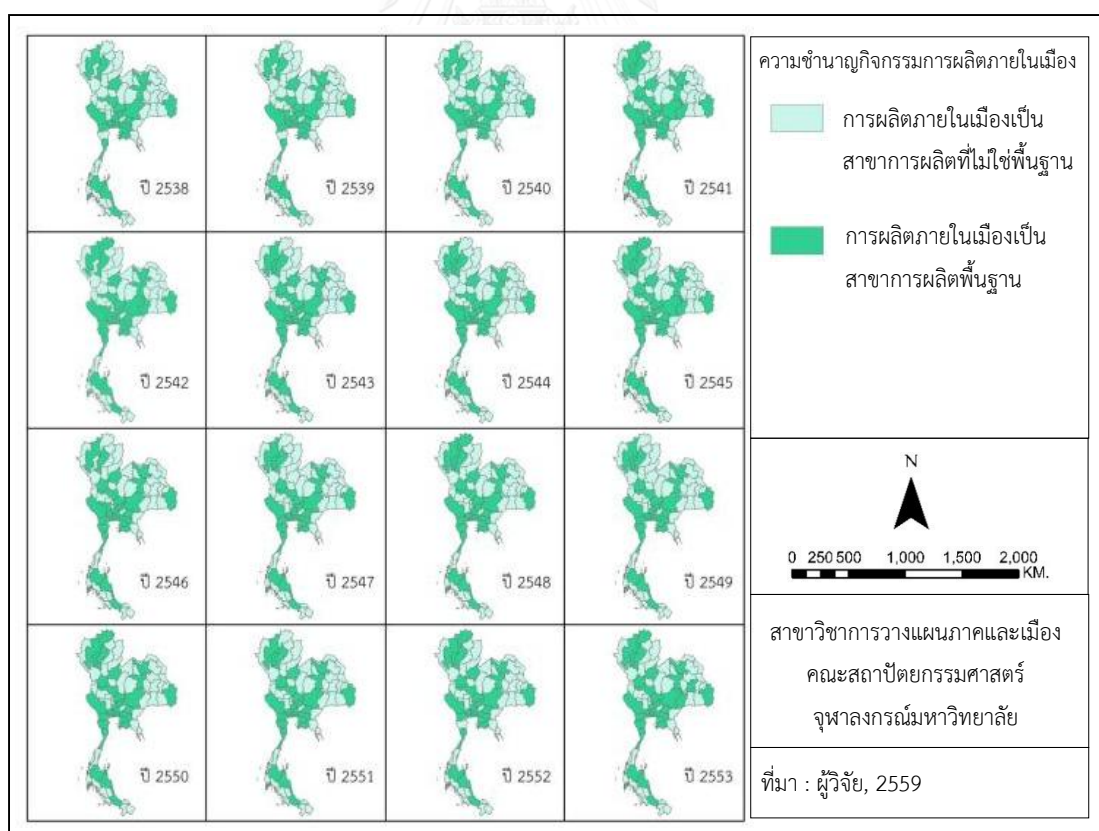 ปี 2538
ปี 2539
ปี 2540
ปี 2541
ปี 2542
ปี 2543
ปี 2544
ปี 2545
ปี 2546
ปี 2547
ปี 2548
ปี 2549
ปี 2550
ปี 2551
ปี 2552
ปี 2553
ความชำนาญกิจกรรมการผลิตภายในเมือง
การผลิตภายในเมืองเป็น
สาขาการผลิตที่ไม่ใช่พื้นฐาน
การผลิตภายในเมืองเป็น
สาขาการผลิตพื้นฐาน
N
0 250 500 1,000 1,500 2,000
KM.
สาขาวิชาการวางแผนภาคและเมือง
คณะสถาปัตยกรรมศาสตร์
จุฬาลงกรณ์มหาวิทยาลัย
ที่มา : ผู้วิจัย, 2559